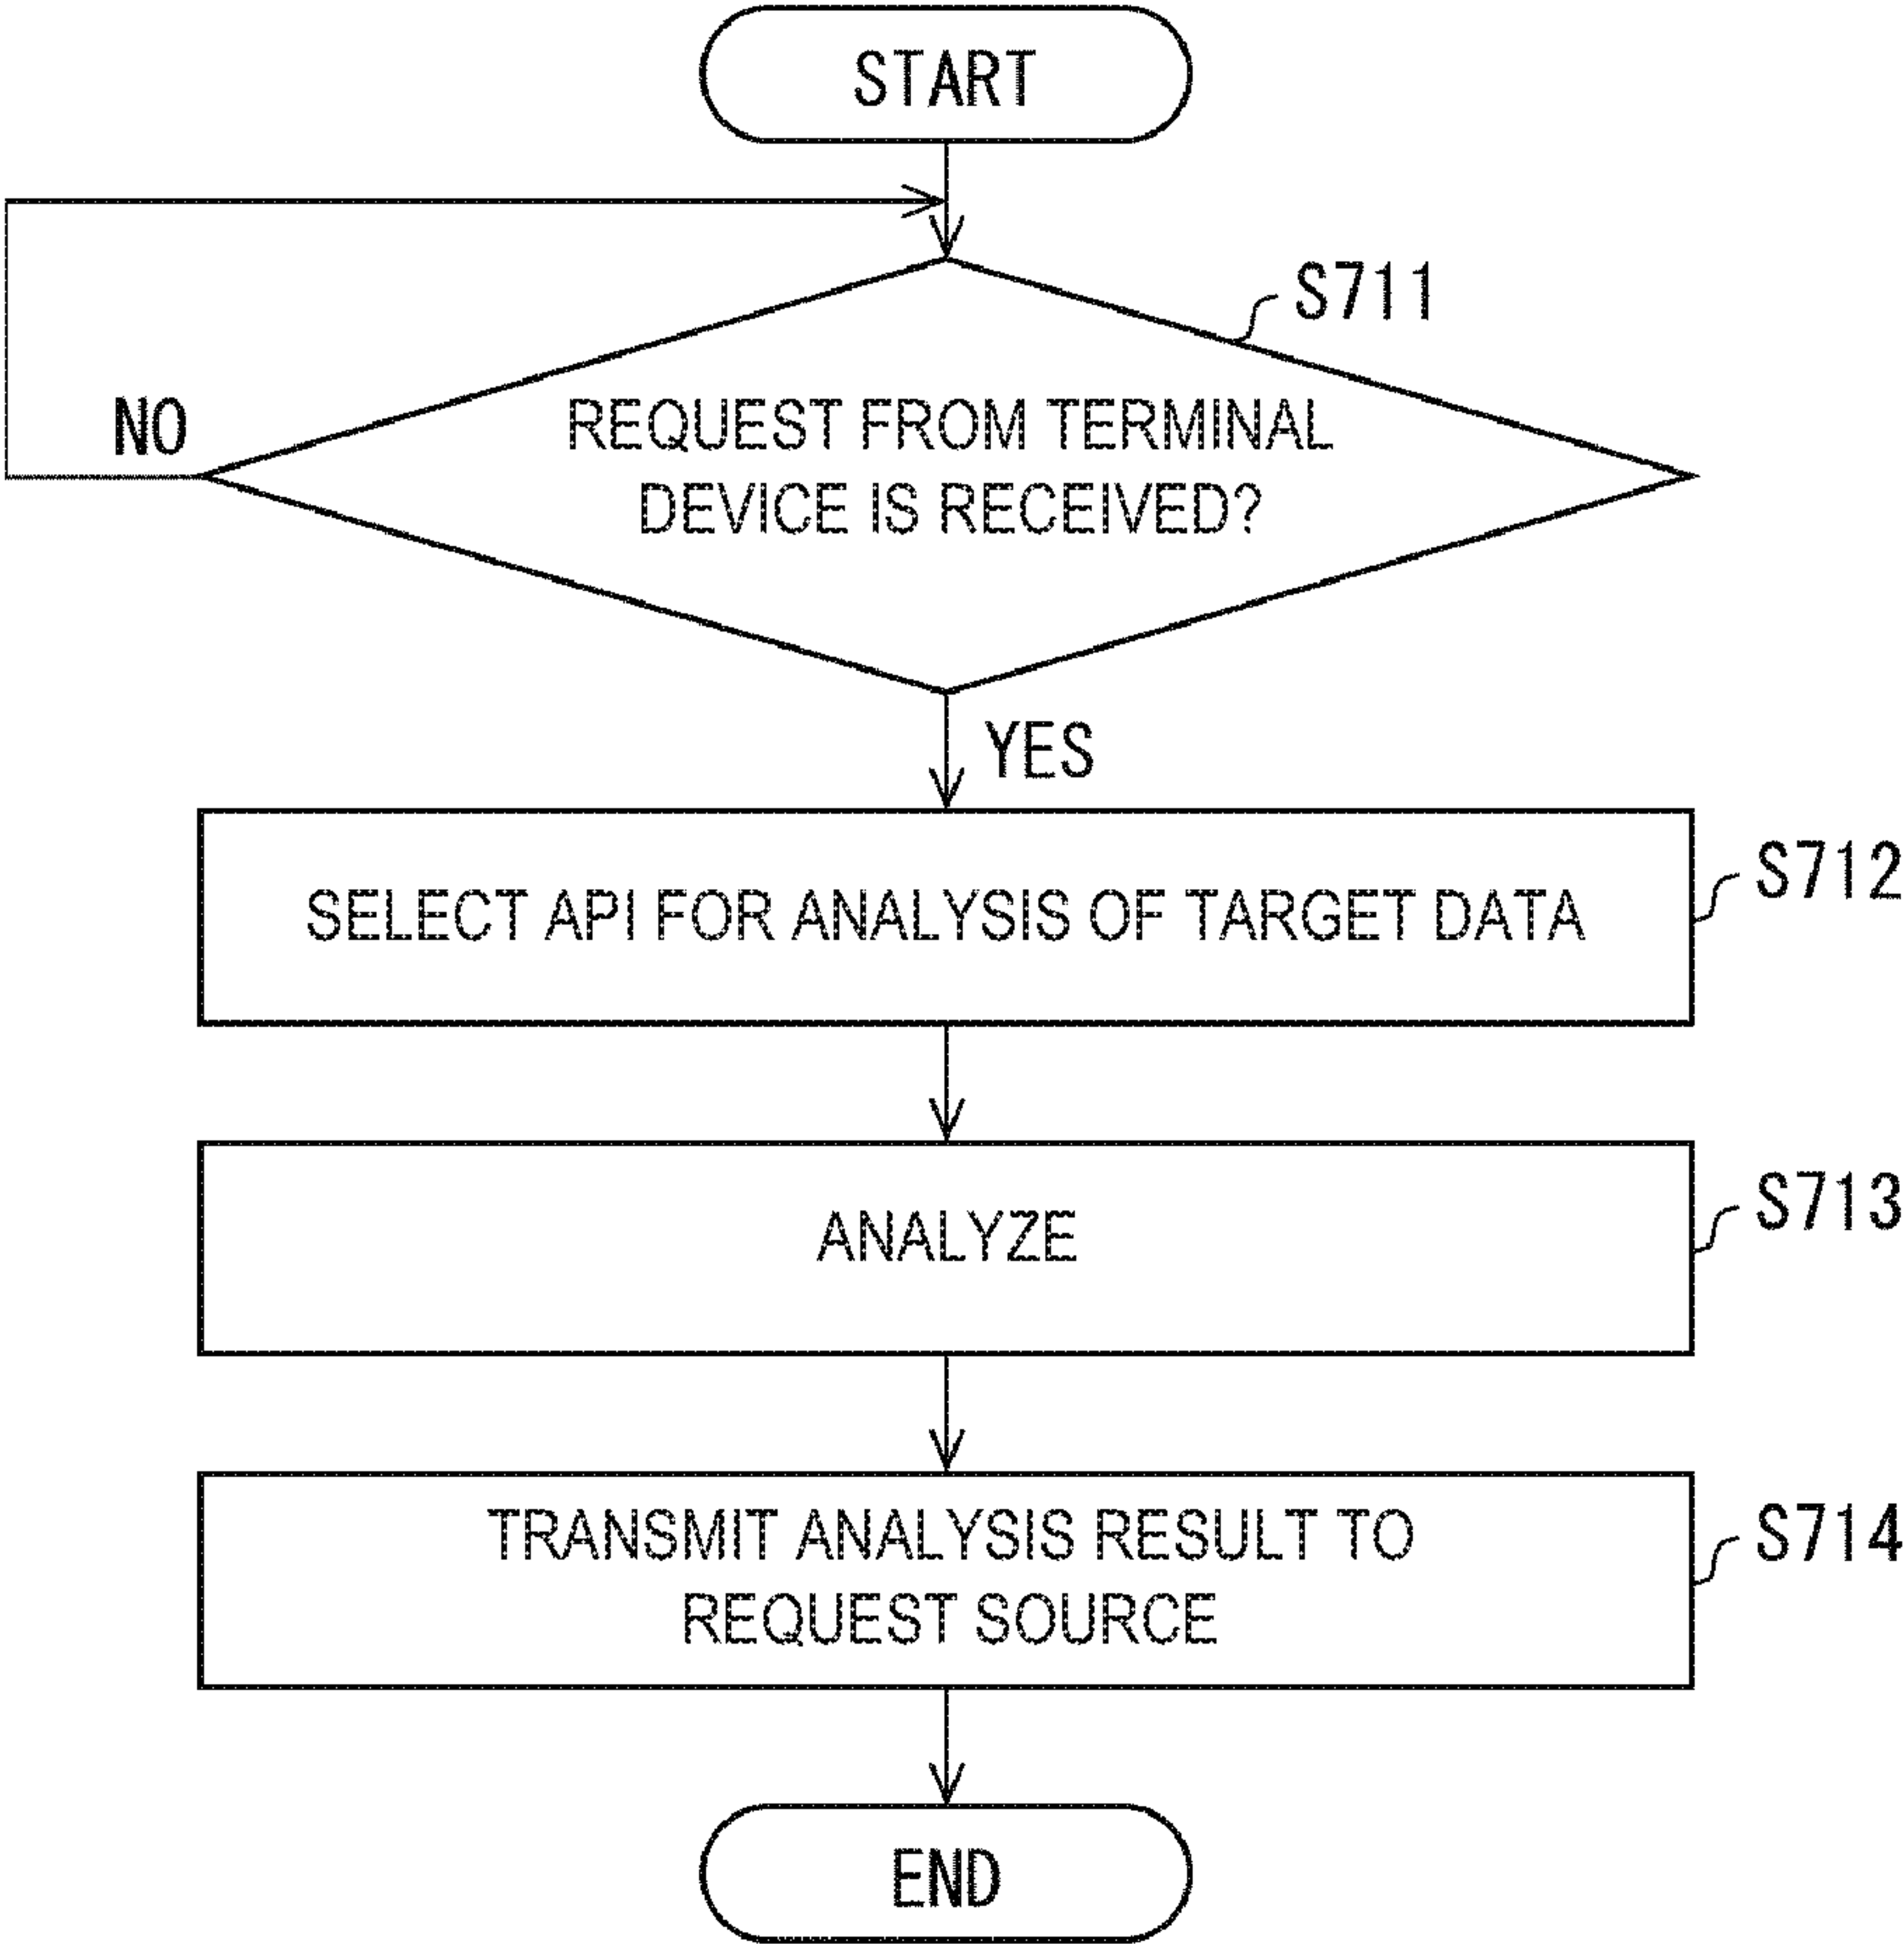 START
S711
REQUEST FROM TERMINAL
DEVICE IS RECEIVED?
NO
YES
SELECT API FOR ANALYSIS OF TARGET DATA
S712
ANALYZE
S713
TRANSMIT ANALYSIS RESULT TO
REQUEST SOURCE
S714
END